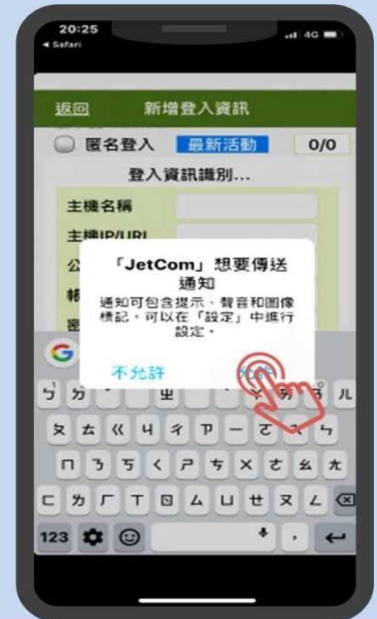 20:25
4G
Safari
返回 新增登入資訊
匿名登入 最新活動 0/0
登入資訊識別...
主機名稱
主機IP/URL
公
帳
密
「JetCom」想要傳送
通知
通知可包含提示、聲音和圖像
標記。可以在「設定」中進行
設定。
不允許
ㄅ ㄉ ㄓ ㄚ ㄞ ㄢ ㄦ
ㄆ ㄊ ㄍ ㄐ ㄔ ㄗ ㄧ ㄛ ㄟ ㄣ
ㄇ ㄋ ㄎ ㄑ ㄕ ㄘ ㄨ ㄜ ㄠ ㄤ
ㄈ ㄌ ㄏ ㄒ ㄖ ㄙ ㄩ ㄝ ㄡ ㄥ
123 ，